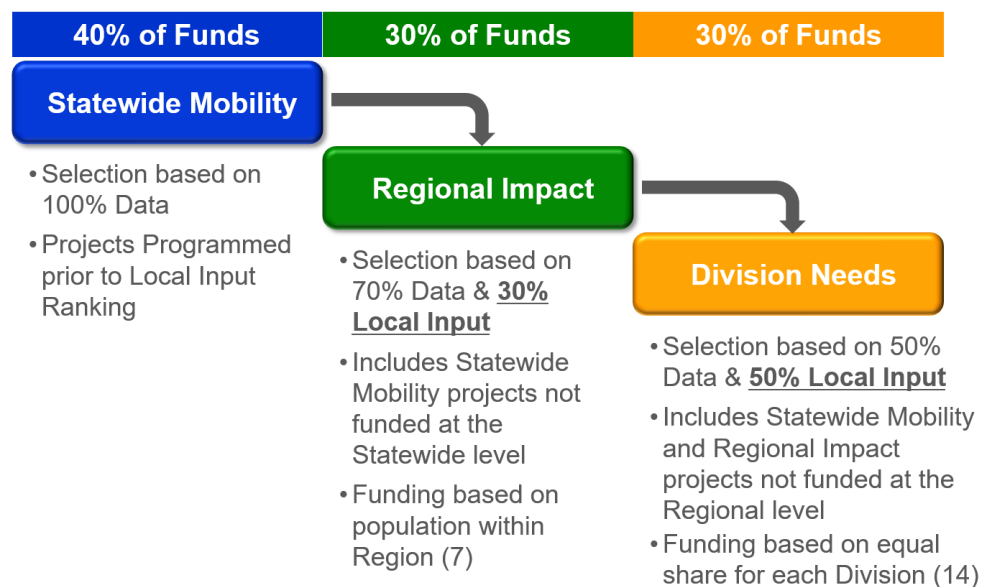 40% of Funds
30% of Funds
30% of Funds
Statewide Mobility
• Selection based on
100% Data
• Projects Programmed
prior to Local Input
Ranking
Regional Impact
• Selection based on
70% Data & 30%
Local Input
• Includes Statewide
Mobility projects not
funded at the
Statewide level
• Funding based on
population within
Region (7)
Division Needs
• Selection based on 50%
Data & 50% Local Input
• Includes Statewide Mobility
and Regional Impact
projects not funded at the
Regional level
• Funding based on equal
share for each Division (14)